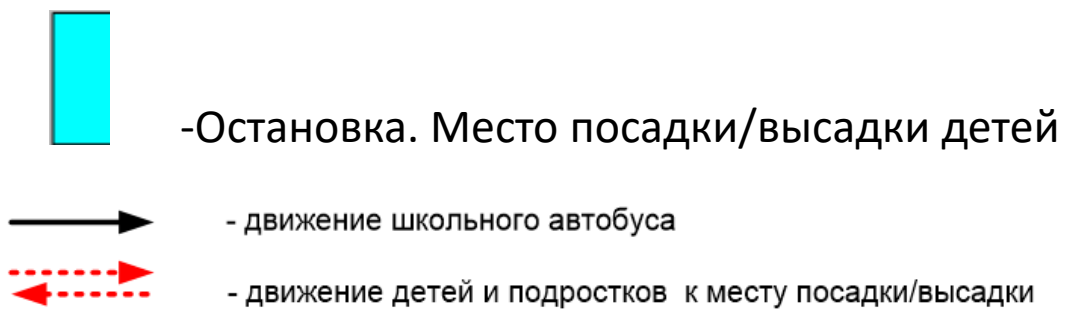 -Остановка. Место посадки/высадки детей
- движение школьного автобуса
- движение детей и подростков к месту посадки/высадки